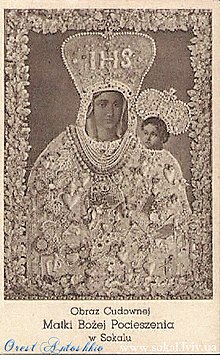 IHS
Obraz Cudownej
Matki Bożej Pocieszenia
w Sokalu
Orest